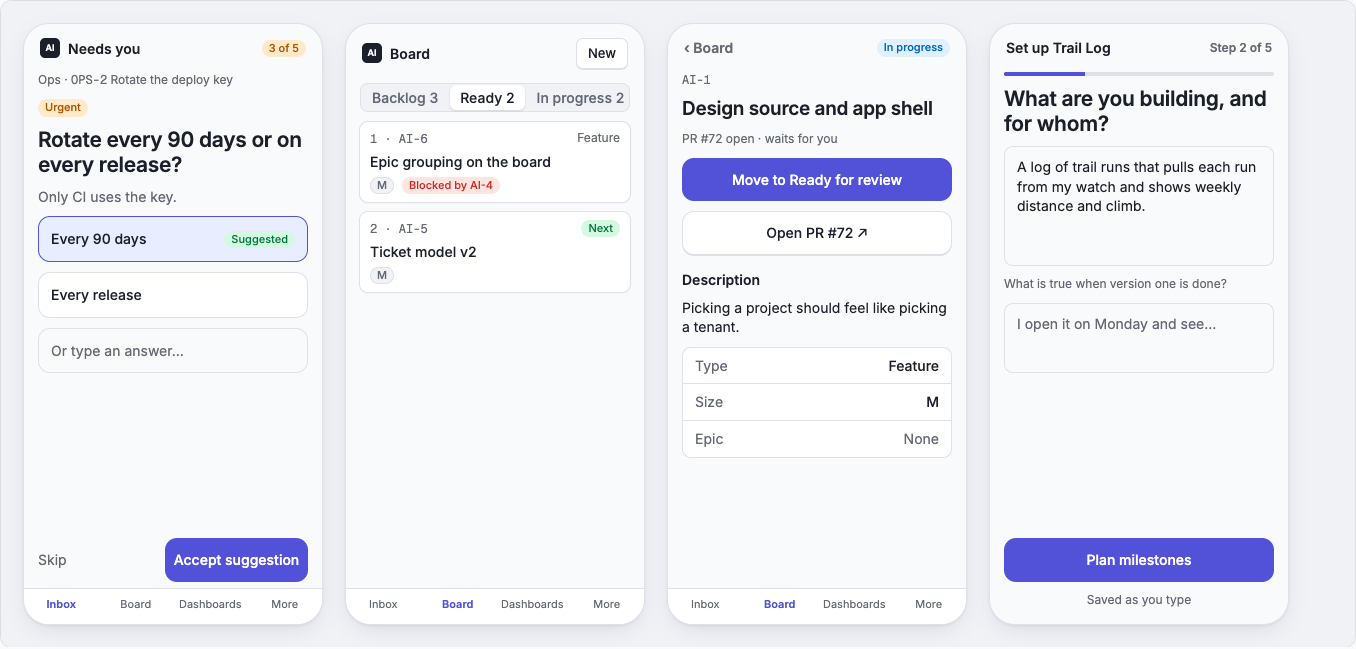 AI Needs you 3 of 5
Ops · OPS-2 Rotate the deploy key
Urgent
Rotate every 90 days or on
every release?
Only CI uses the key.
Every 90 days Suggested
Every release
Or type an answer...
Skip Accept suggestion
Inbox Board Dashboards More
AI Board New
Backlog 3 Ready 2 In progress 2
1 · AI-6 Feature
Epic grouping on the board
M Blocked by AI-4
2 · AI-5 Next
Ticket model v2
M
Inbox Board Dashboards More
‹ Board In progress
AI-1
Design source and app shell
PR #72 open · waits for you
Move to Ready for review
Open PR #72 ↗
Description
Picking a project should feel like picking
a tenant.
Type Feature
Size M
Epic None
Inbox Board Dashboards More
Set up Trail Log Step 2 of 5
What are you building, and
for whom?
A log of trail runs that pulls each run
from my watch and shows weekly
distance and climb.
What is true when version one is done?
I open it on Monday and see...
Plan milestones
Saved as you type